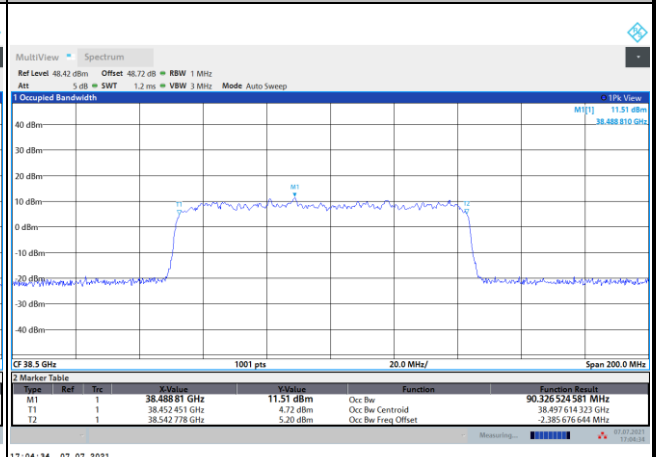 MultiView Spectrum
Ref Level 48.42 dBm Offset 48.72 dB RBW 1 MHz
Att 5 dB SWT 1.2 ms VBW 3 MHz Mode Auto Sweep
1 Occupied Bandwidth 1Pk View
M1[1] 11.51 dBm
38.488 810 GHz
40 dBm
30 dBm
20 dBm
M1
10 dBm
T1 T2
0 dBm
-10 dBm
-20 dBm
-30 dBm
-40 dBm
CF 38.5 GHz 1001 pts 20.0 MHz/ Span 200.0 MHz
2 Marker Table
Type Ref Trc X-Value Y-Value Function Function Result
M1 1 38.488 81 GHz 11.51 dBm Occ Bw 90.326 524 581 MHz
T1 1 38.452 451 GHz 4.72 dBm Occ Bw Centroid 38.497 614 323 GHz
T2 1 38.542 778 GHz 5.20 dBm Occ Bw Freq Offset -2.385 676 644 MHz
Measuring... 07.07.2021
17:04:34
17:04:34 07.07.2021